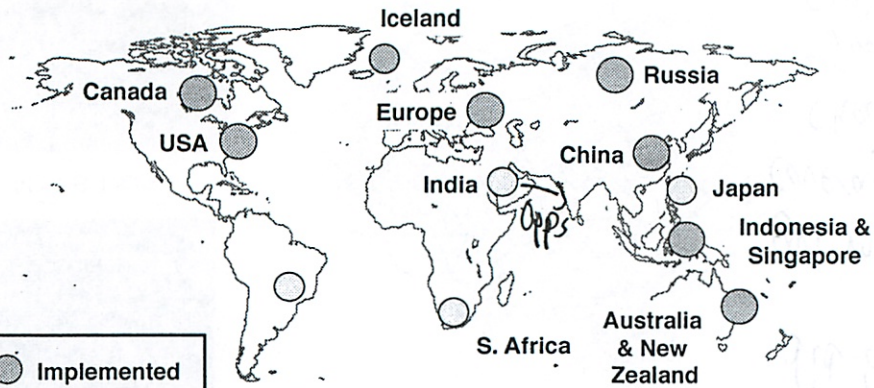 Iceland
Canada
Russia
Europe
USA
China
India
Japan
Opps
Indonesia &
Singapore
S. Africa
Australia
& New
Zealand
Implemented